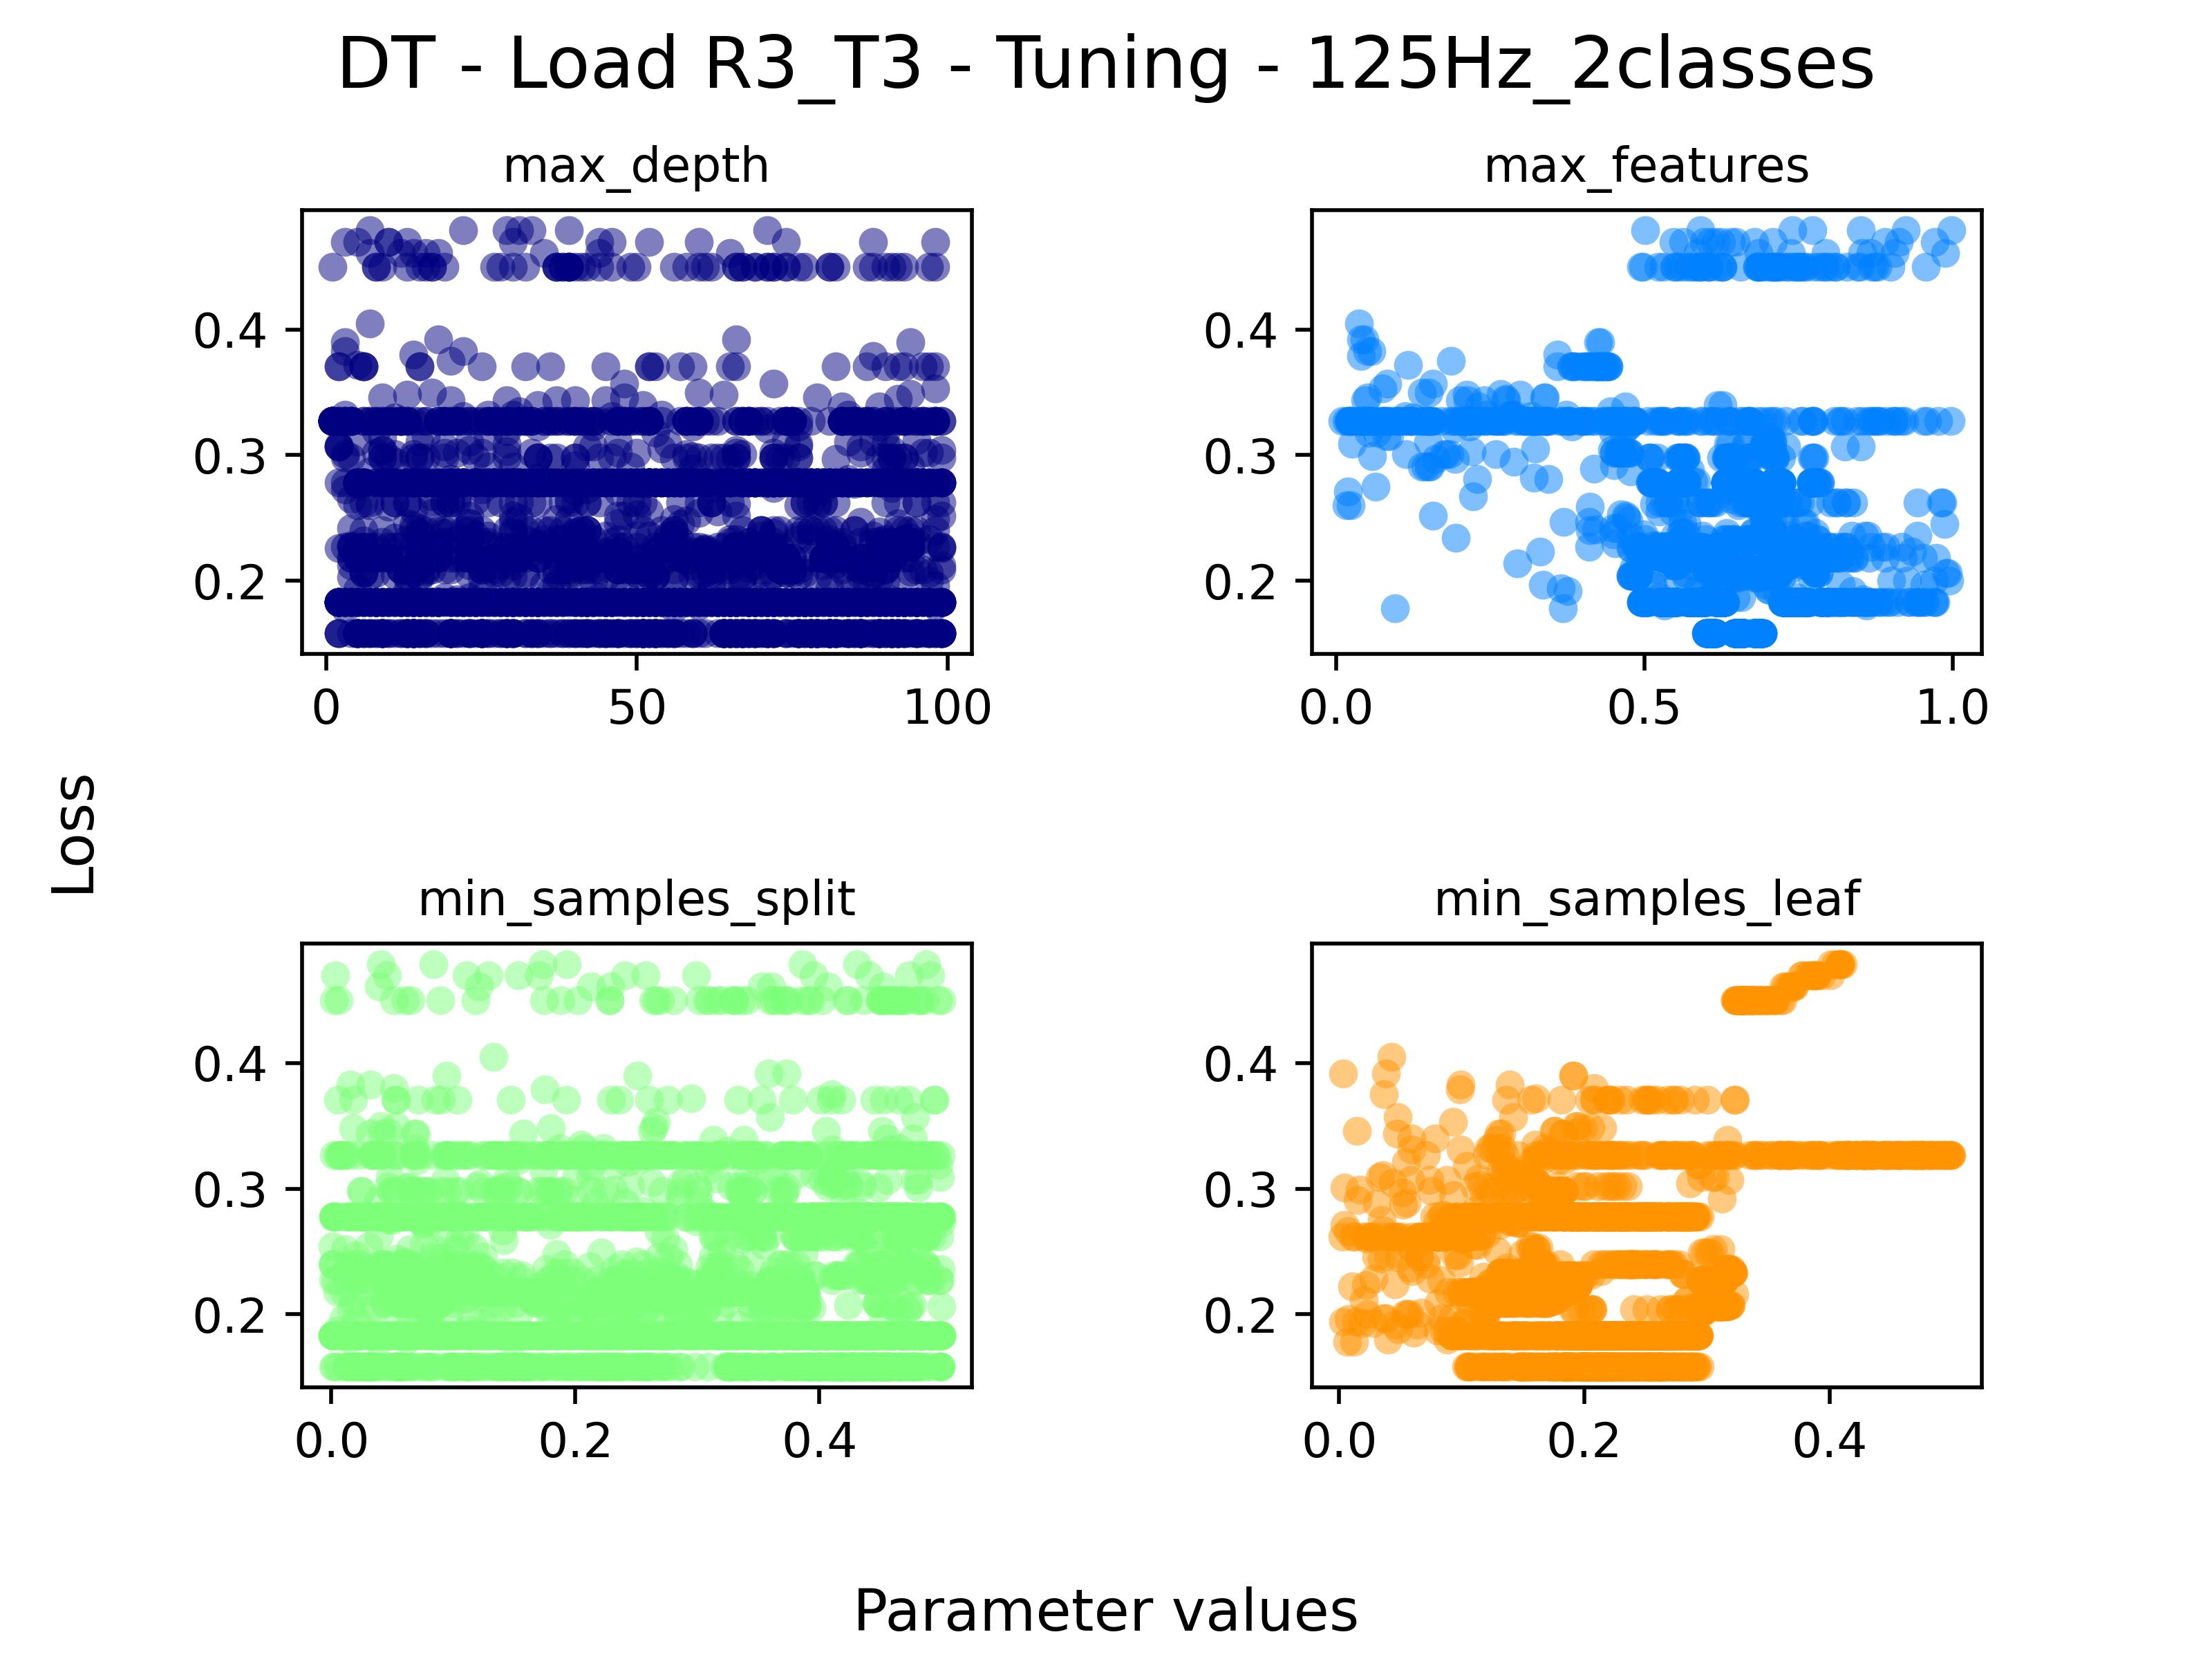 DT - Load R3_T3 - Tuning - 125Hz_2classes
max_depth
0.4
0.3
0.2
0 50 100
max_features
0.4
0.3
0.2
0.0 0.5 1.0
Loss
min_samples_split
0.4
0.3
0.2
0.0 0.2 0.4
min_samples_leaf
0.4
0.3
0.2
0.0 0.2 0.4
Parameter values